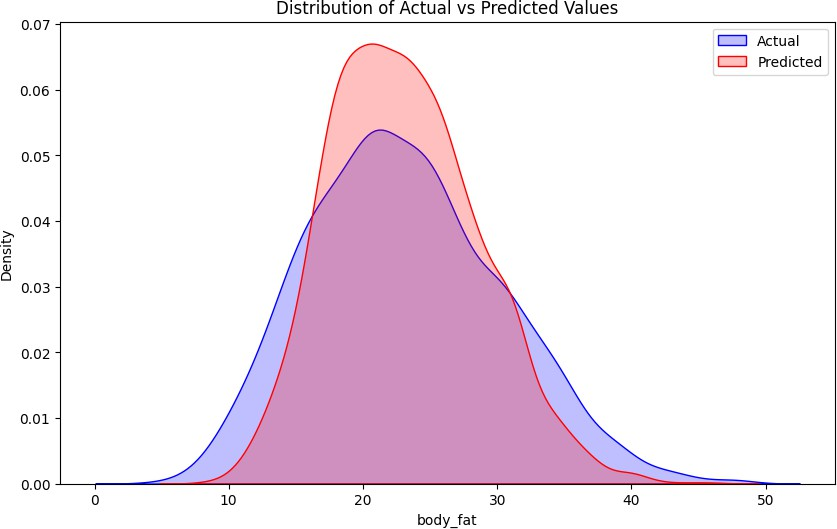 Distribution of Actual vs Predicted Values
Actual
Predicted
Density
0.07
0.06
0.05
0.04
0.03
0.02
0.01
0.00
0 10 20 30 40 50
body_fat